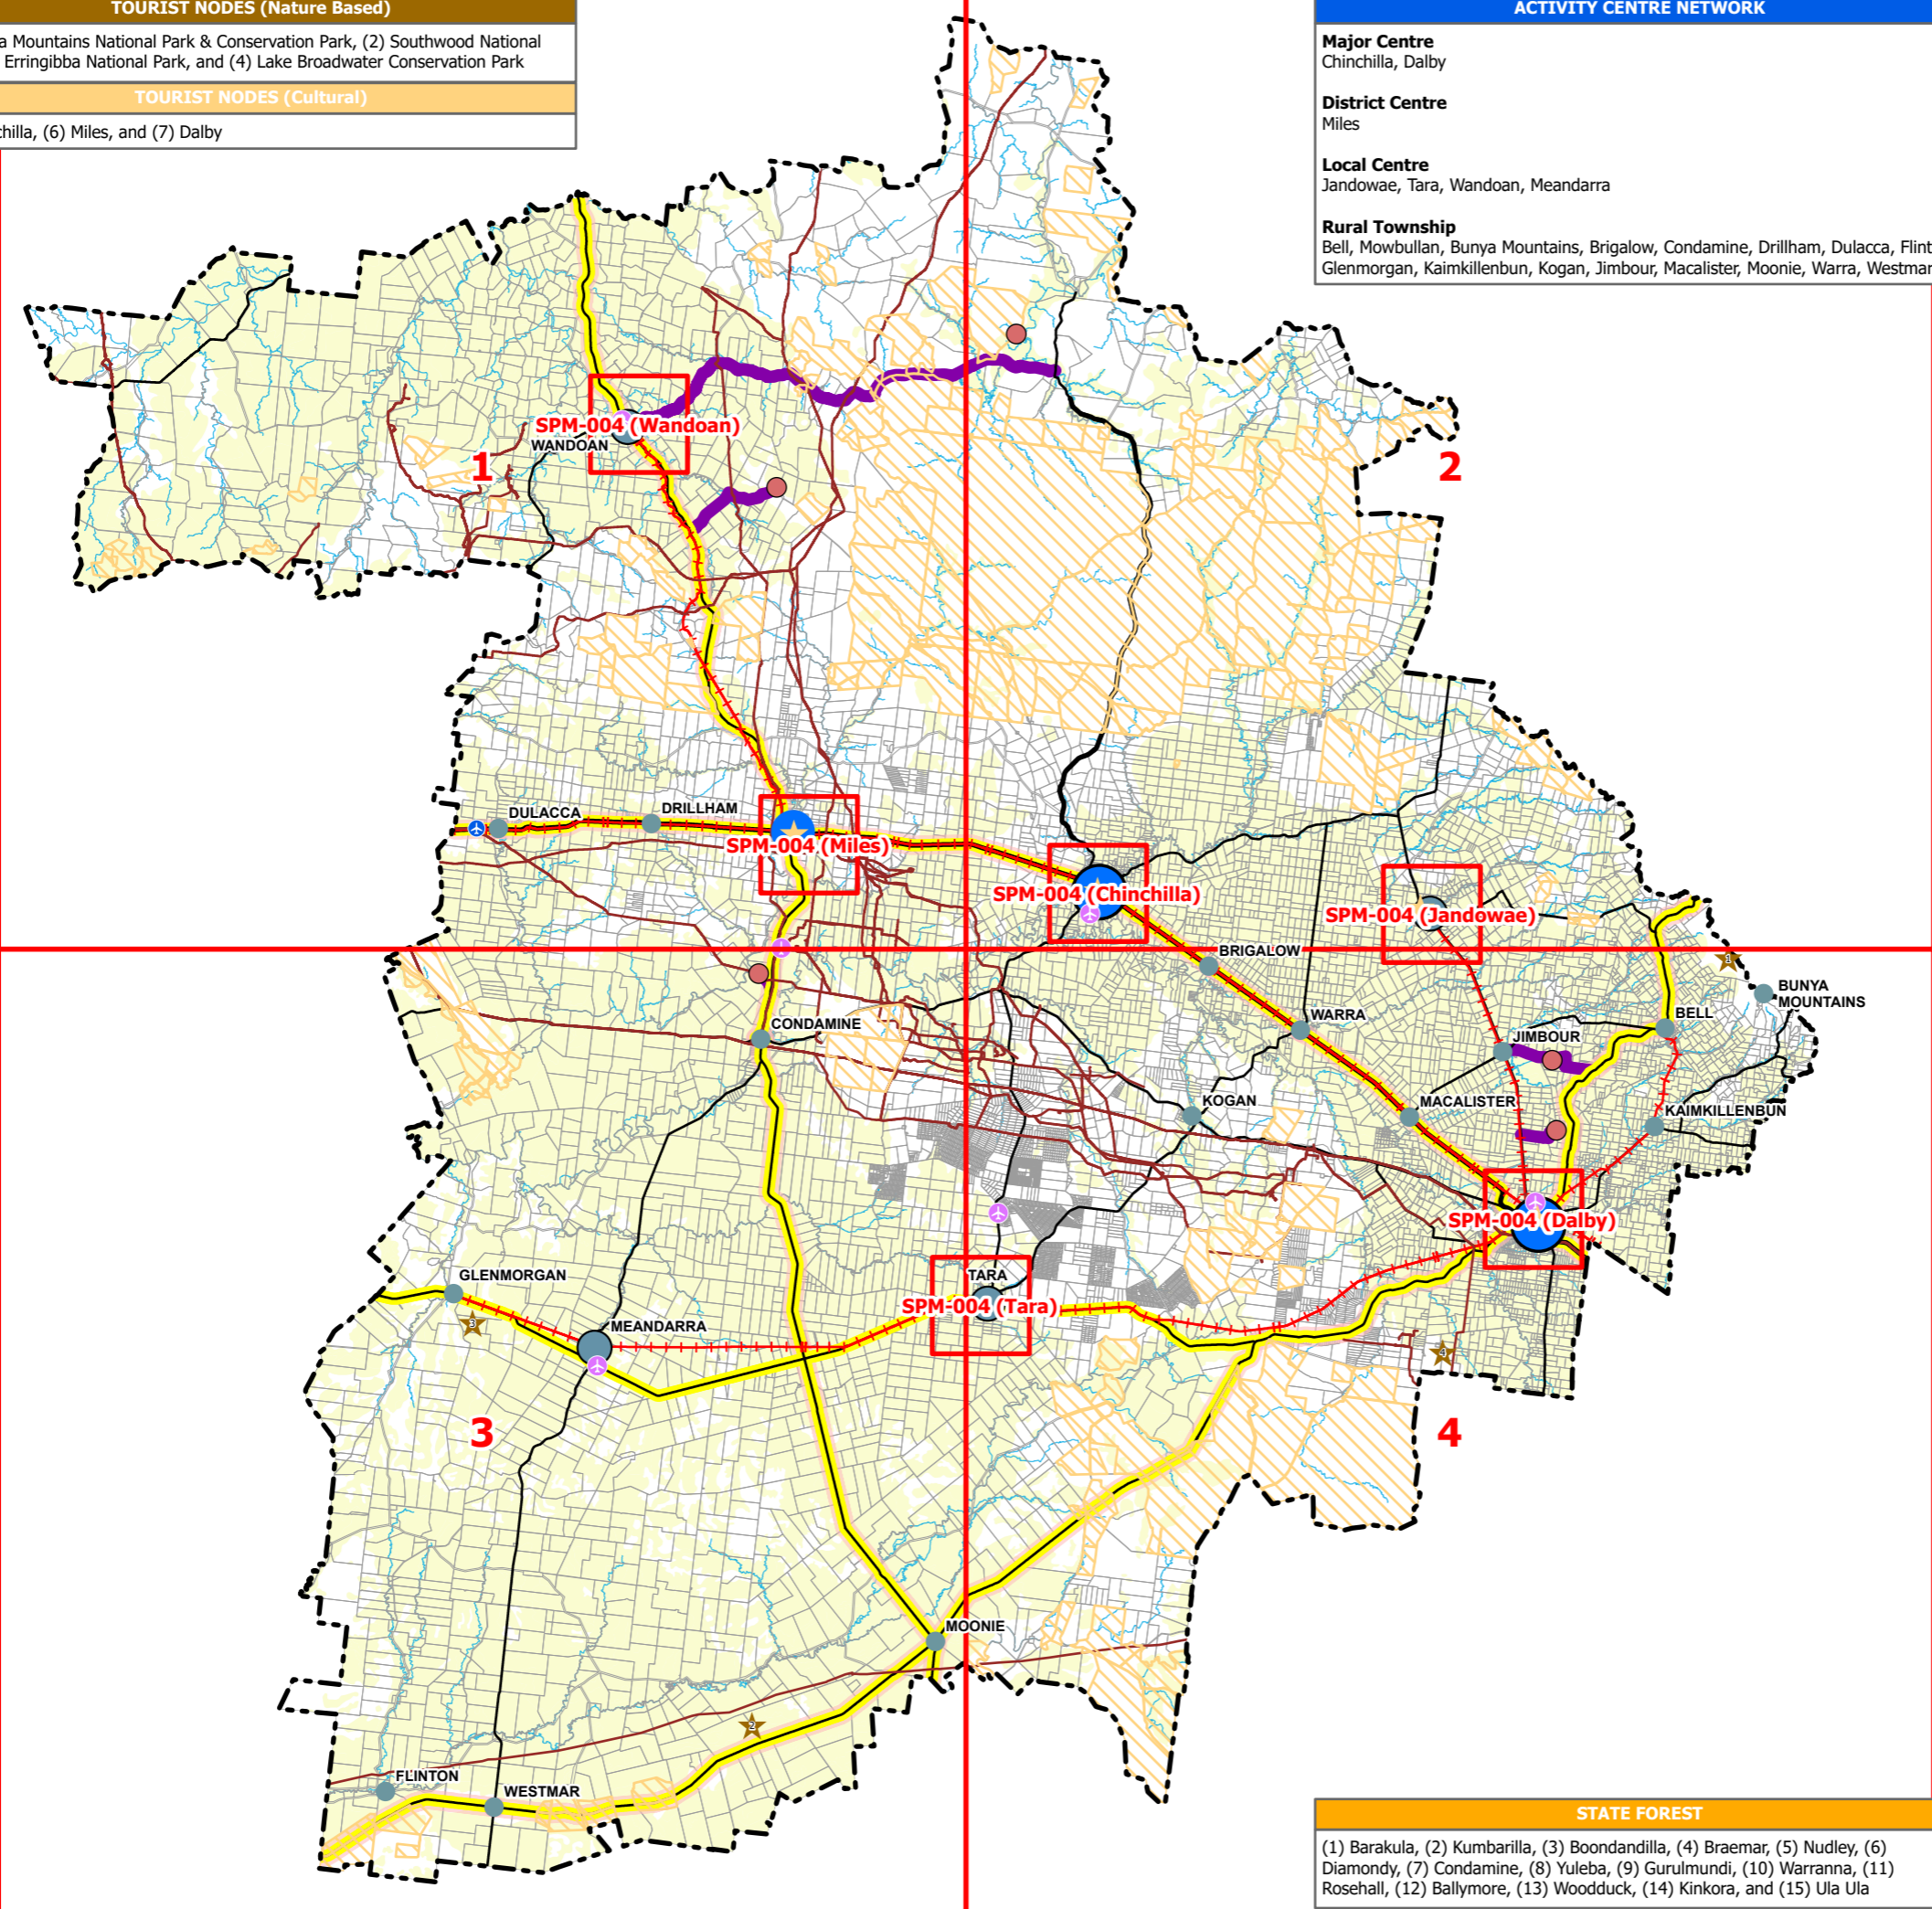 TOURIST NODES (Nature Based)
a Mountains National Park & Conservation Park, (2) Southwood National
Erringibba National Park, and (4) Lake Broadwater Conservation Park
TOURIST NODES (Cultural)
chilla, (6) Miles, and (7) Dalby
ACTIVITY CENTRE NETWORK
Major Centre
Chinchilla, Dalby
District Centre
Miles
Local Centre
Jandowae, Tara, Wandoan, Meandarra
Rural Township
Bell, Mowbullan, Bunya Mountains, Brigalow, Condamine, Drillham, Dulacca, Flint
Glenmorgan, Kaimkillenbun, Kogan, Jimbour, Macalister, Moonie, Warra, Westmar
SPM-004 (Wandoan)
WANDOAN
1
2
DULACCA
DRILLHAM
SPM-004 (Miles)
SPM-004 (Chinchilla)
SPM-004 (Jandowae)
BRIGALOW
1
BUNYA
MOUNTAINS
CONDAMINE
WARRA
BELL
JIMBOUR
KOGAN
MACALISTER
KAIMKILLENBUN
SPM-004 (Dalby)
GLENMORGAN
TARA
SPM-004 (Tara)
3
MEANDARRA
4
3
4
MOONIE
2
FLINTON
WESTMAR
STATE FOREST
(1) Barakula, (2) Kumbarilla, (3) Boondandilla, (4) Braemar, (5) Nudley, (6)
Diamondy, (7) Condamine, (8) Yuleba, (9) Gurulmundi, (10) Warranna, (11)
Rosehall, (12) Ballymore, (13) Woodduck, (14) Kinkora, and (15) Ula Ula